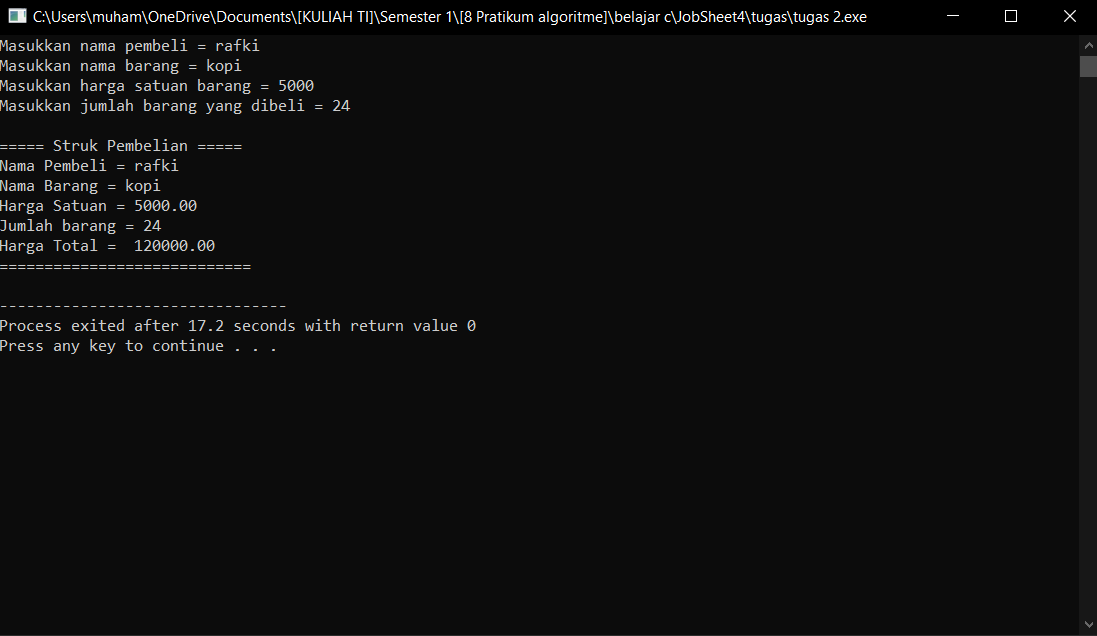 C:\Users\muham\OneDrive\Documents\[KULIAH TI]\Semester 1\[8 Pratikum algoritme]\belajar c\JobSheet4\tugas\tugas 2.exe
Masukkan nama pembeli = rafki
Masukkan nama barang = kopi
Masukkan harga satuan barang = 5000
Masukkan jumlah barang yang dibeli = 24
===== Struk Pembelian =====
Nama Pembeli = rafki
Nama Barang = kopi
Harga Satuan = 5000.00
Jumlah barang = 24
Harga Total =  120000.00
============================
--------------------------------
Process exited after 17.2 seconds with return value 0
Press any key to continue . . .